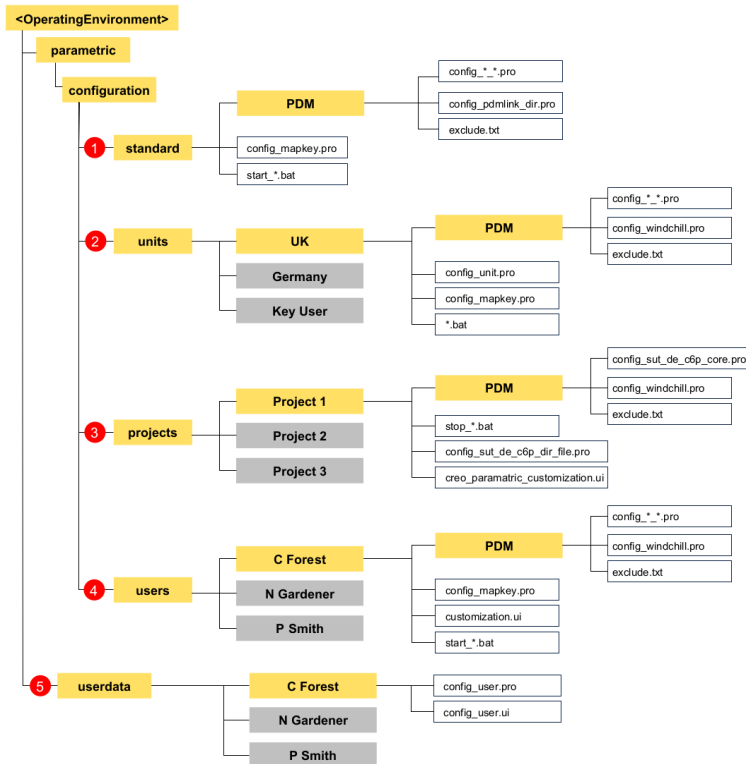 <OperatingEnvironment>
parametric
configuration
1
standard
PDM
config_*_*.pro
config_pdmlink_dir.pro
exclude.txt
config_mapkey.pro
start_*.bat
2
units
UK
Germany
Key User
PDM
config_*_*.pro
config_windchill.pro
exclude.txt
config_unit.pro
config_mapkey.pro
*.bat
3
projects
Project 1
Project 2
Project 3
PDM
config_sut_de_c6p_core.pro
config_windchill.pro
exclude.txt
stop_*.bat
config_sut_de_c6p_dir_file.pro
creo_paramatric_customization.ui
4
users
C Forest
N Gardener
P Smith
PDM
config_*_*.pro
config_windchill.pro
exclude.txt
config_mapkey.pro
customization.ui
start_*.bat
5
userdata
C Forest
N Gardener
P Smith
config_user.pro
config_user.ui